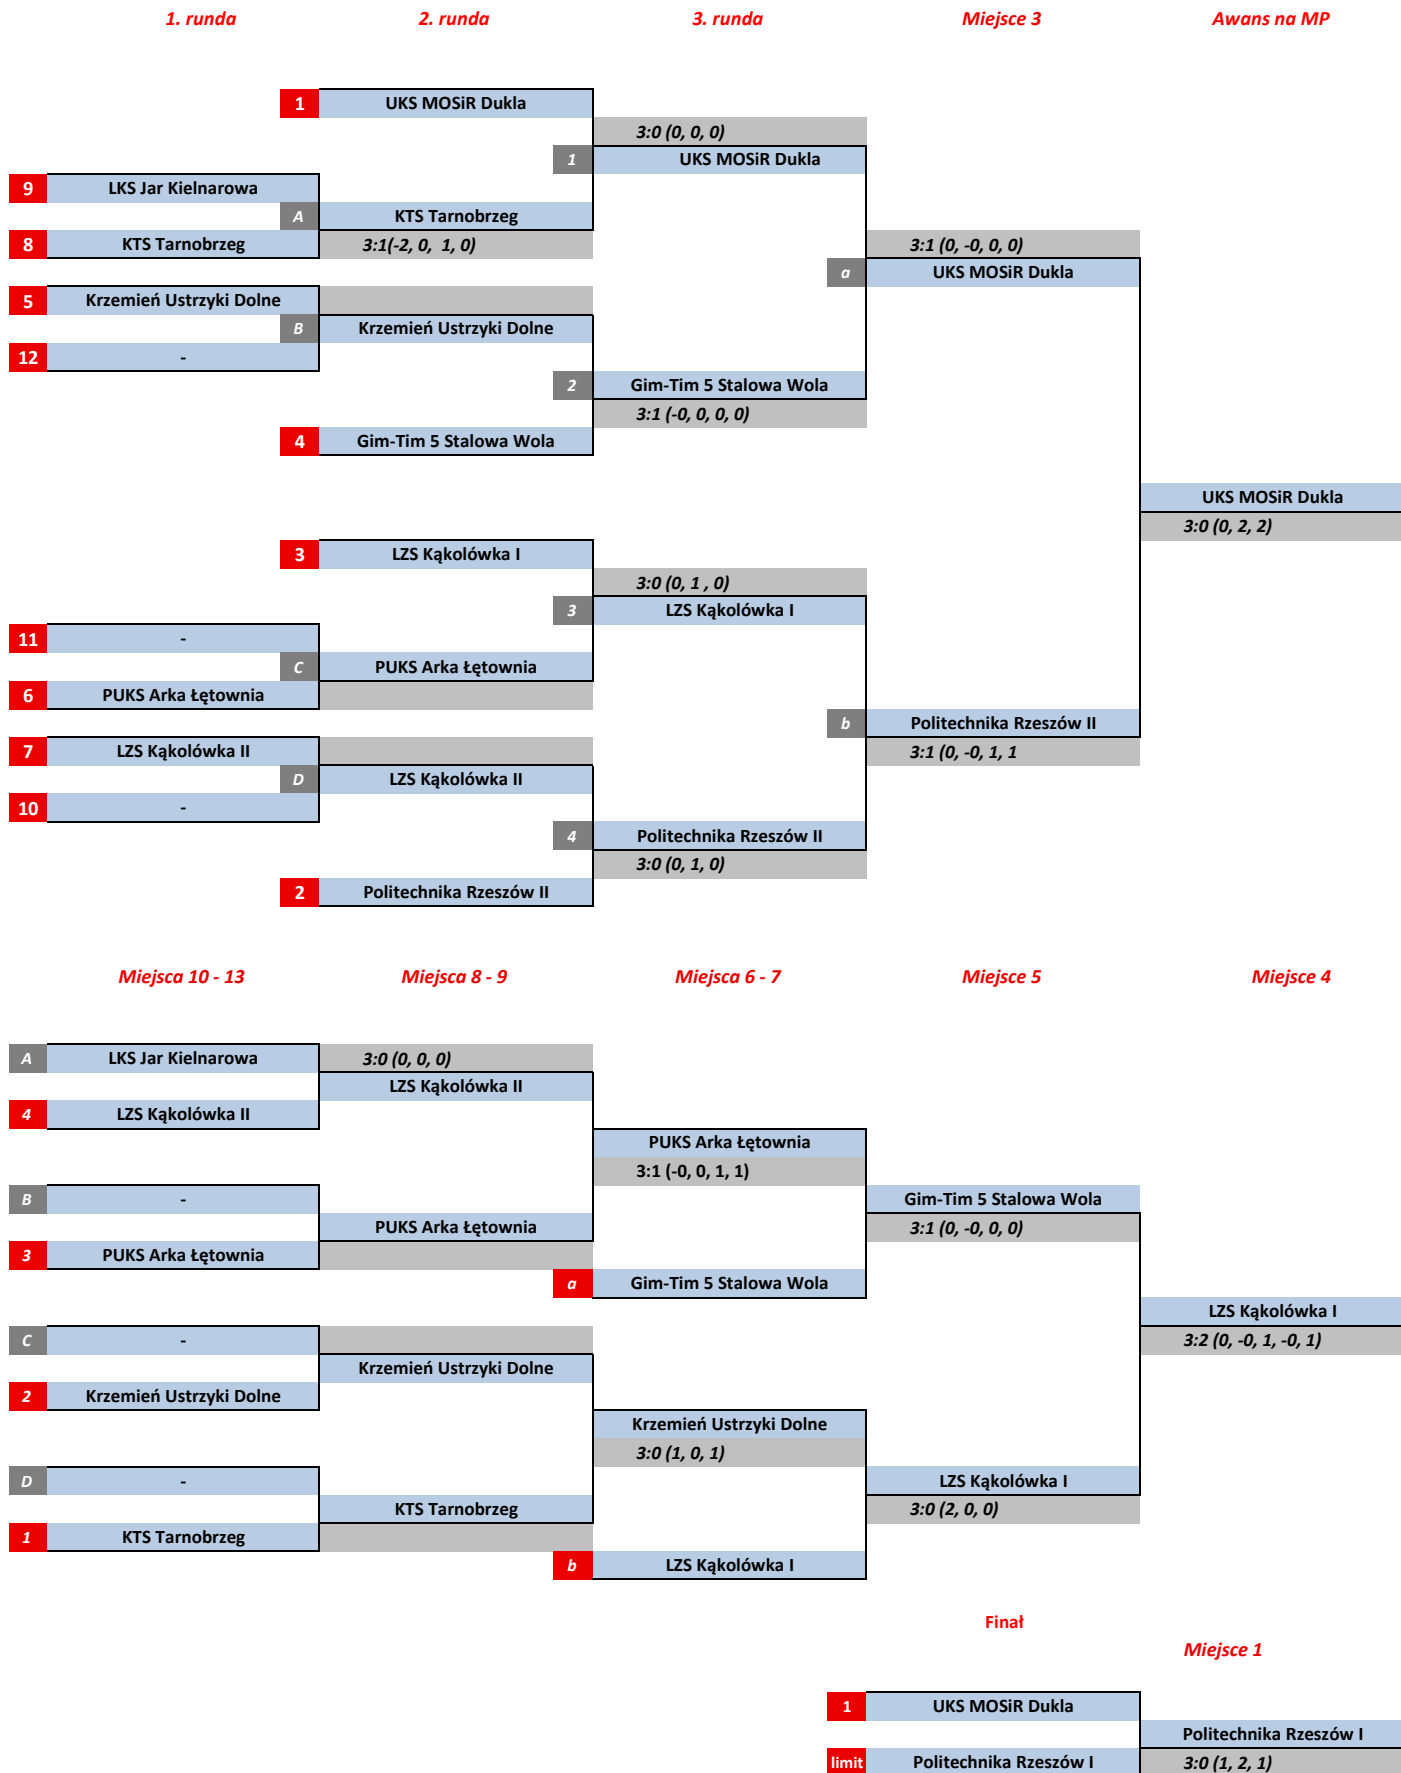 1. runda 2. runda 3. runda Miejsce 3 Awans na MP
1 UKS MOSiR Dukla
3:0 (0, 0, 0)
1 UKS MOSiR Dukla
9 LKS Jar Kielnarowa
A KTS Tarnobrzeg
8 KTS Tarnobrzeg 3:1(-2, 0, 1, 0) 3:1 (0, -0, 0, 0)
a UKS MOSiR Dukla
5 Krzemień Ustrzyki Dolne
B Krzemień Ustrzyki Dolne
12 -
2 Gim-Tim 5 Stalowa Wola
3:1 (-0, 0, 0, 0)
4 Gim-Tim 5 Stalowa Wola
UKS MOSiR Dukla
3:0 (0, 2, 2)
3 LZS Kąkolówka I
3:0 (0, 1 , 0)
3 LZS Kąkolówka I
11 -
C PUKS Arka Łętownia
6 PUKS Arka Łętownia
b Politechnika Rzeszów II
7 LZS Kąkolówka II 3:1 (0, -0, 1, 1
D LZS Kąkolówka II
10 -
4 Politechnika Rzeszów II
3:0 (0, 1, 0)
2 Politechnika Rzeszów II
Miejsca 10 - 13 Miejsca 8 - 9 Miejsca 6 - 7 Miejsce 5 Miejsce 4
A LKS Jar Kielnarowa 3:0 (0, 0, 0)
LZS Kąkolówka II
4 LZS Kąkolówka II
PUKS Arka Łętownia
3:1 (-0, 0, 1, 1)
B - Gim-Tim 5 Stalowa Wola
PUKS Arka Łętownia 3:1 (0, -0, 0, 0)
3 PUKS Arka Łętownia
a Gim-Tim 5 Stalowa Wola
LZS Kąkolówka I
C - 3:2 (0, -0, 1, -0, 1)
Krzemień Ustrzyki Dolne
2 Krzemień Ustrzyki Dolne
Krzemień Ustrzyki Dolne
3:0 (1, 0, 1)
D - LZS Kąkolówka I
KTS Tarnobrzeg 3:0 (2, 0, 0)
1 KTS Tarnobrzeg
b LZS Kąkolówka I
Finał
Miejsce 1
1 UKS MOSiR Dukla
Politechnika Rzeszów I
limit Politechnika Rzeszów I 3:0 (1, 2, 1)